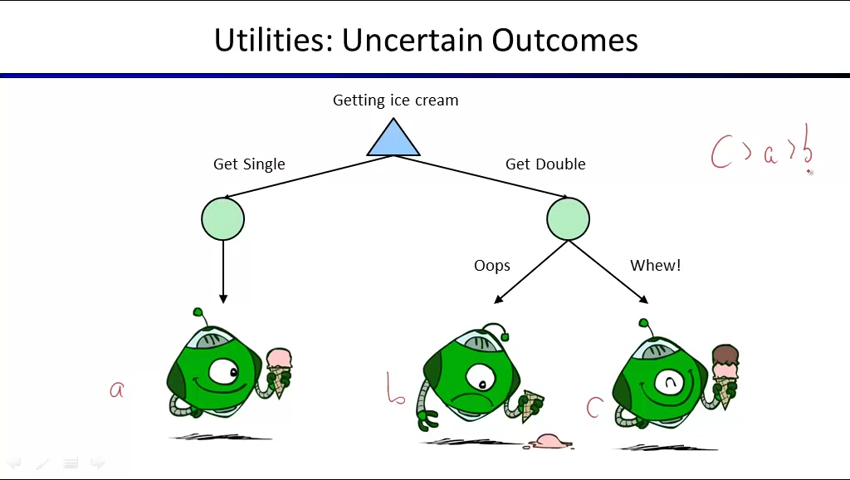 Utilities: Uncertain Outcomes
Getting ice cream
C > a > b
Get Single
Get Double
Oops
Whew!
a
b
c